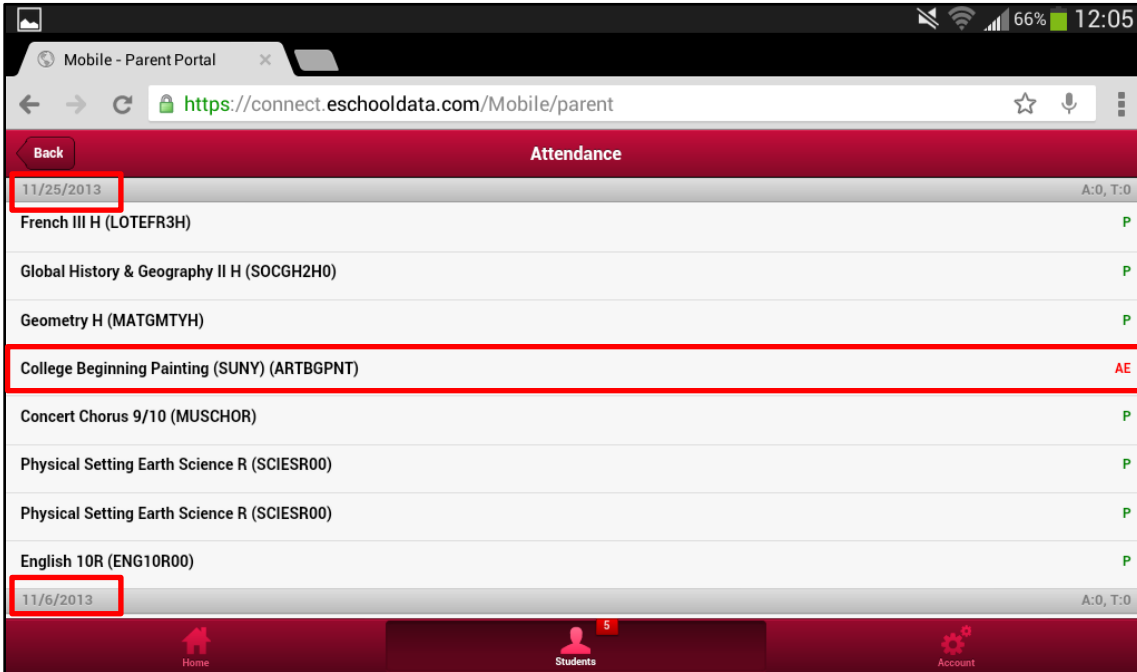 66% 12:05
Mobile - Parent Portal
https://connect.eschooldata.com/Mobile/parent
Back Attendance
11/25/2013 A:0, T:0
French III H (LOTEFR3H) P
Global History & Geography II H (SOCGH2H0) P
Geometry H (MATGMTYH) P
College Beginning Painting (SUNY) (ARTBGPNT) AE
Concert Chorus 9/10 (MUSCHOR) P
Physical Setting Earth Science R (SCIESR00) P
Physical Setting Earth Science R (SCIESR00) P
English 10R (ENG10R00) P
11/6/2013 A:0, T:0
5
Home Students Account